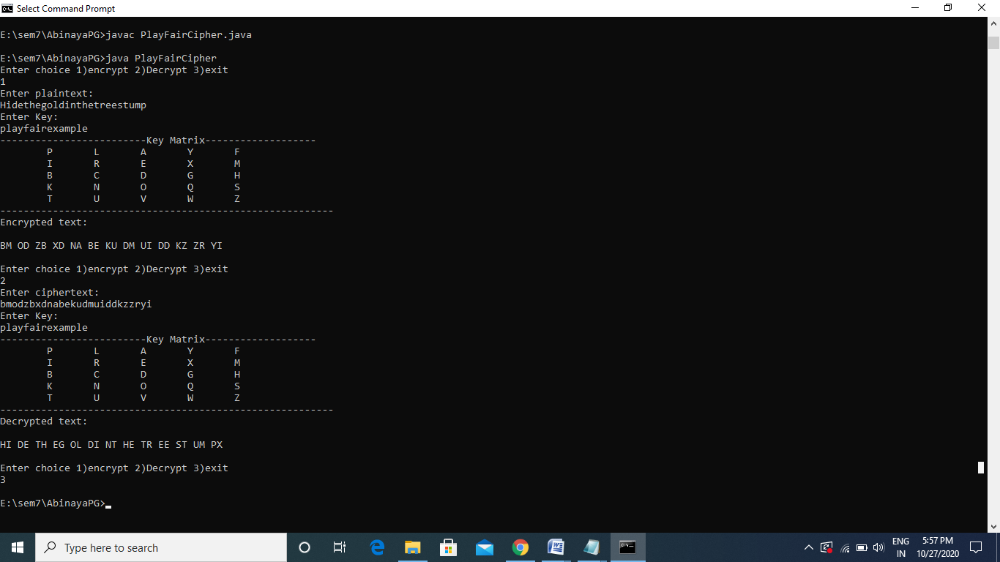 Select Command Prompt
E:\sem7\AbinayaPG>javac PlayFairCipher.java
E:\sem7\AbinayaPG>java PlayFairCipher
Enter choice 1)encrypt 2)Decrypt 3)exit
1
Enter plaintext:
Hidethegoldinthetreestump
Enter Key:
playfairexample
-------------------------Key Matrix-------------------
P L A Y F
I R E X M
B C D G H
K N O Q S
T U V W Z
---------------------------------------------------------
Encrypted text:
BM OD ZB XD NA BE KU DM UI DD KZ ZR YI
Enter choice 1)encrypt 2)Decrypt 3)exit
2
Enter ciphertext:
bmodzbxdnabekudmuiddkzzryi
Enter Key:
playfairexample
-------------------------Key Matrix-------------------
P L A Y F
I R E X M
B C D G H
K N O Q S
T U V W Z
---------------------------------------------------------
Decrypted text:
HI DE TH EG OL DI NT HE TR EE ST UM PX
Enter choice 1)encrypt 2)Decrypt 3)exit
3
E:\sem7\AbinayaPG>
Type here to search
ENG
IN
5:57 PM
10/27/2020